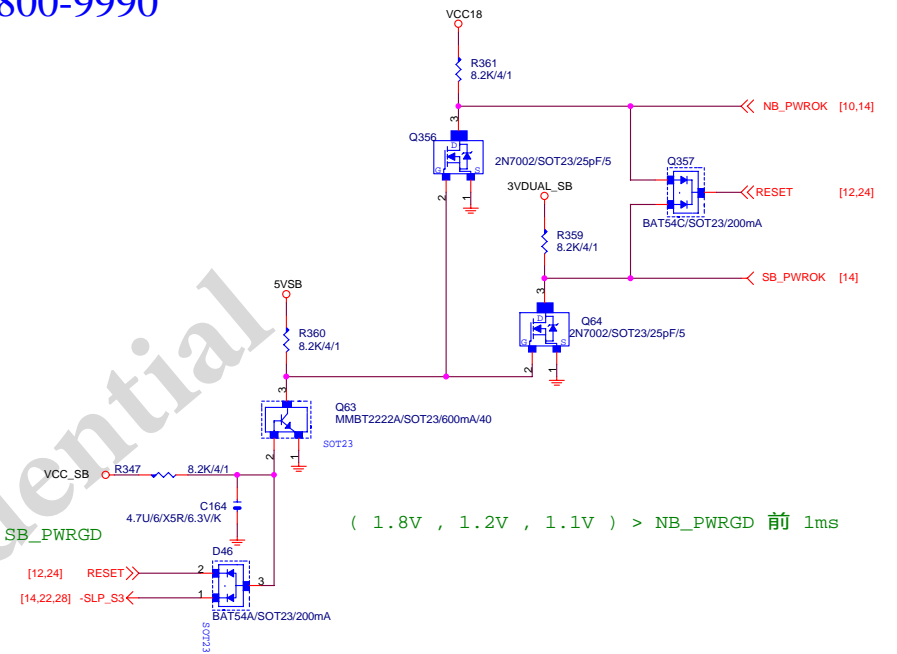 800-9990
VCC18
R361
8.2K/4/1
NB_PWROK [10,14]
3
Q356
D
G
S
2N7002/SOT23/25pF/5
Q357
2
1
3VDUAL_SB
RESET [12,24]
BAT54C/SOT23/200mA
R359
8.2K/4/1
5VSB
SB_PWROK [14]
3
R360
8.2K/4/1
Q64
D
G
S
2N7002/SOT23/25pF/5
2
1
3
Q63
MMBT2222A/SOT23/600mA/40
SOT23
2
1
VCC_SB
R347
8.2K/4/1
C164
4.7U/6/X5R/6.3V/K
( 1.8V , 1.2V , 1.1V ) > NB_PWRGD 前 1ms
SB_PWRGD
D46
[12,24] RESET
2
3
[14,22,28] -SLP_S3
1
BAT54A/SOT23/200mA
SOT23
dential